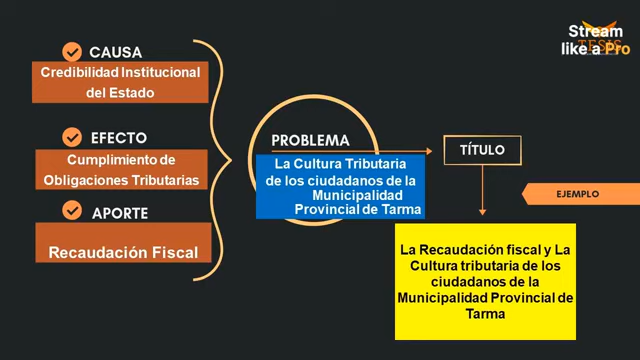 Stream
TESIS
like a Pro
CAUSA
Credibilidad Institucional
del Estado
EFECTO
Cumplimiento de
Obligaciones Tributarias
APORTE
Recaudación Fiscal
PROBLEMA
La Cultura Tributaria
de los ciudadanos de la
Municipalidad
Provincial de Tarma
TÍTULO
EJEMPLO
La Recaudación fiscal y La
Cultura tributaria de los
ciudadanos de la
Municipalidad Provincial de
Tarma